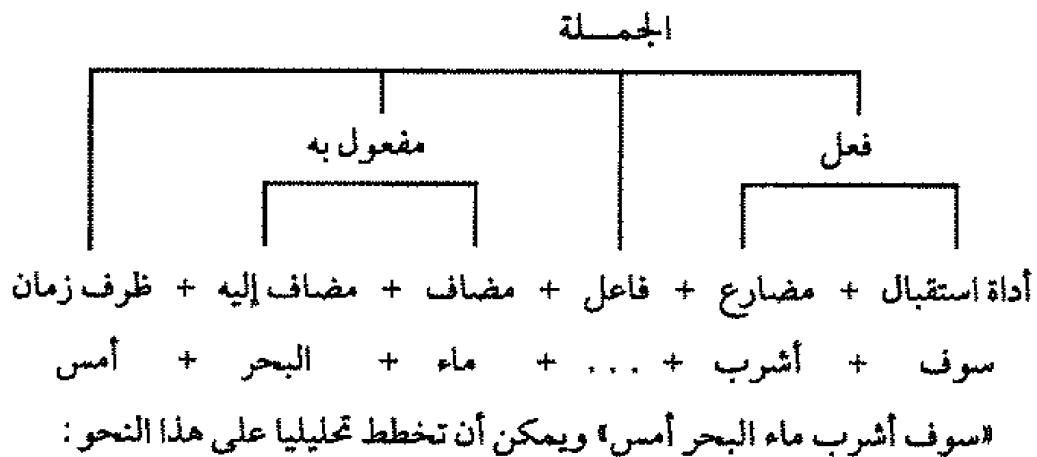 الجمـــلة
فعل مفعول به
أداة استقبال + مضارع + فاعل + مضاف + مضاف إليه + ظرف زمان
سوف + أشرب + ... + ماء + البحر + أمس
«سوف أشرب ماء البحر أمس» ويمكن أن تخطط تحليليا على هذا النحو :